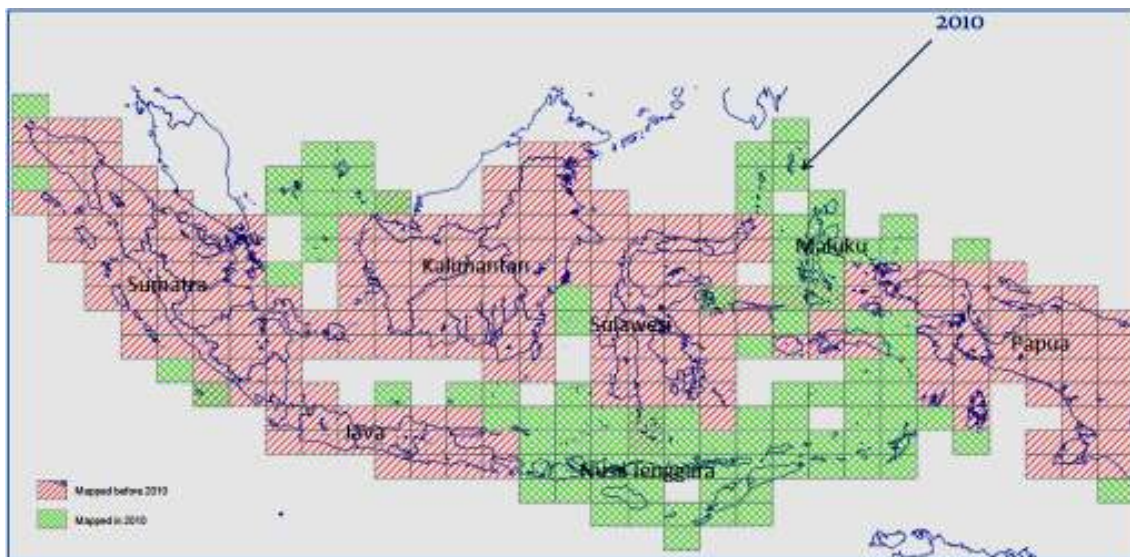 2010
Maluku
Kalimantan
Sumatra
Sulawesi
Papua
Java
Nusa Tenggara
Mapped before 2010
Mapped in 2010